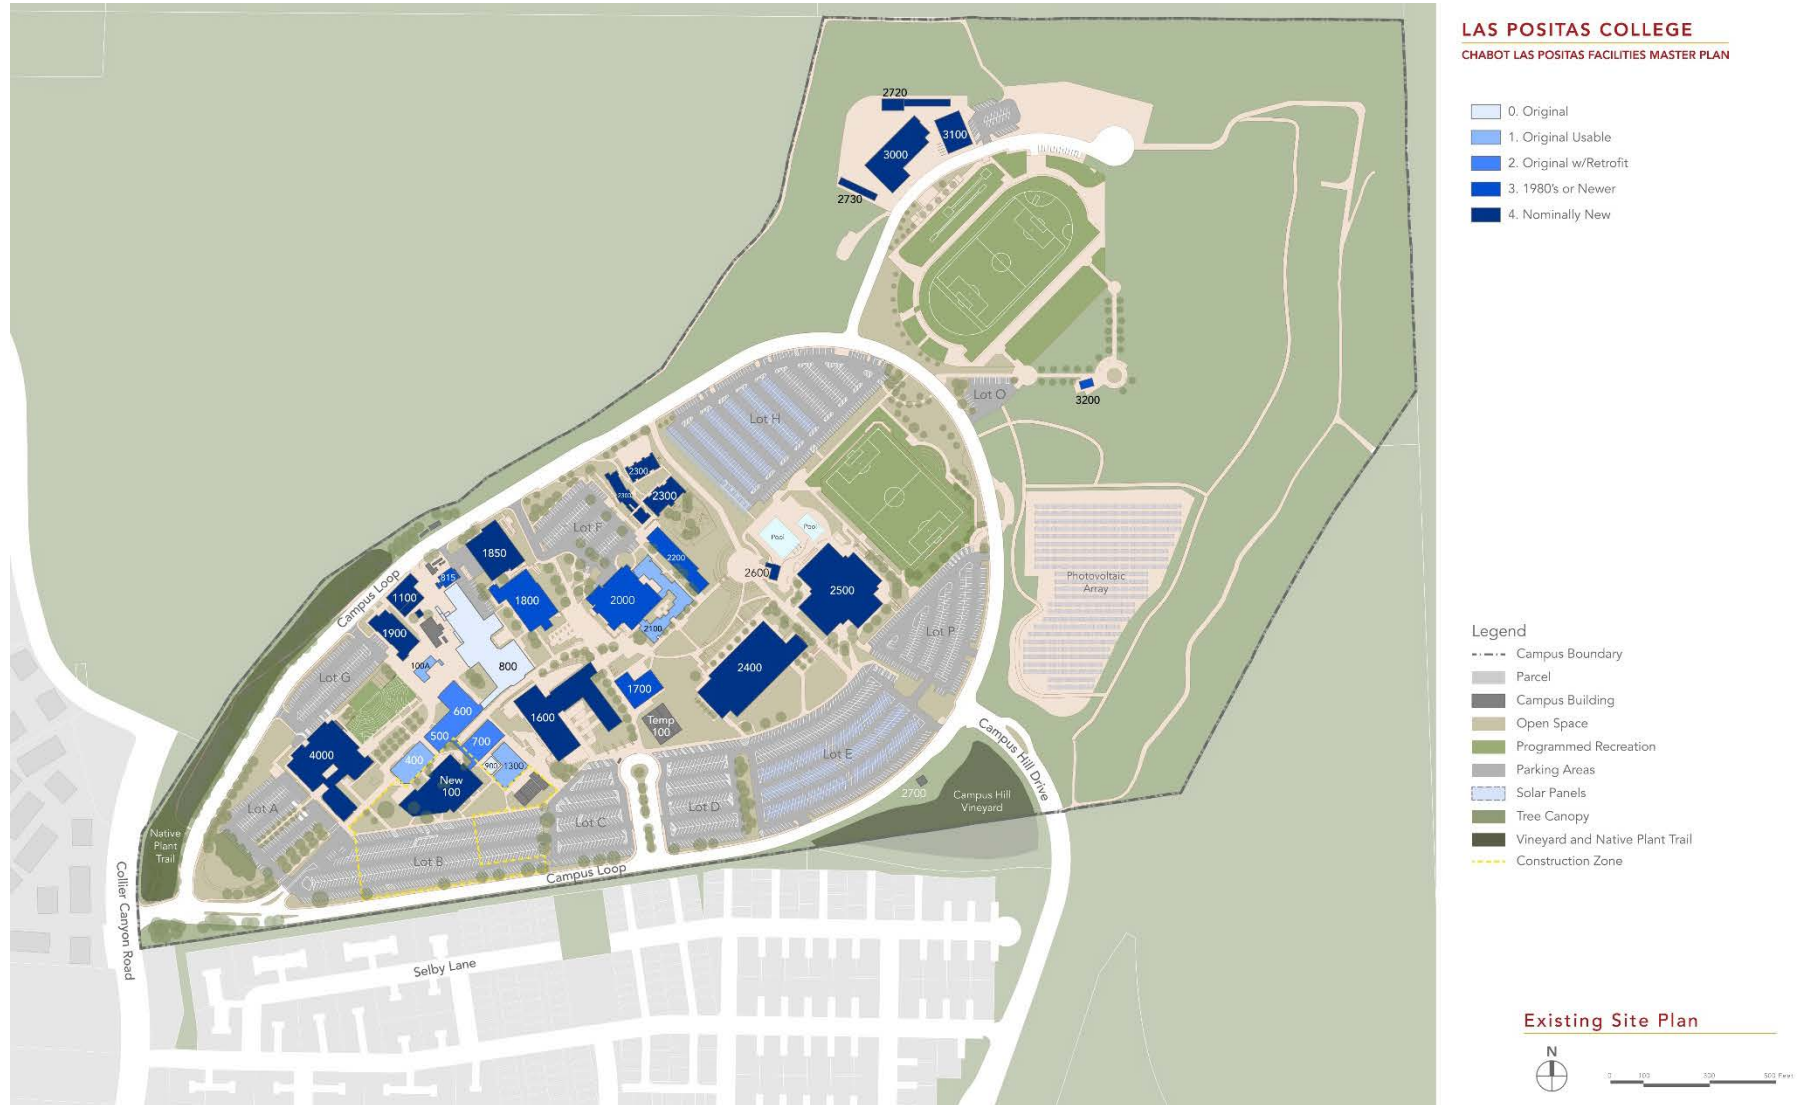 LAS POSITAS COLLEGE
CHABOT LAS POSITAS FACILITIES MASTER PLAN
0. Original
1. Original Usable
2. Original w/Retrofit
3. 1980's or Newer
4. Nominally New
2720
3100
3000
2730
Lot O
3200
Lot H
2300
2300
Lot F
Pool
Pool
1850
2200
2600
2500
815
1100
1800
2000
Photovoltaic
Array
Campus Loop
1900
2100
Lot P
100A
800
2400
Lot G
1700
600
1600
Temp
100
500
700
Campus Hill Drive
4000
400
900
1300
Lot E
New
100
2700
Campus Hill
Vineyard
Lot A
Lot D
Lot C
Native
Plant
Trail
Lot B
Campus Loop
Collier Canyon Road
Selby Lane
Legend
Campus Boundary
Parcel
Campus Building
Open Space
Programmed Recreation
Parking Areas
Solar Panels
Tree Canopy
Vineyard and Native Plant Trail
Construction Zone
Existing Site Plan
N
0 100 300 500 Feet